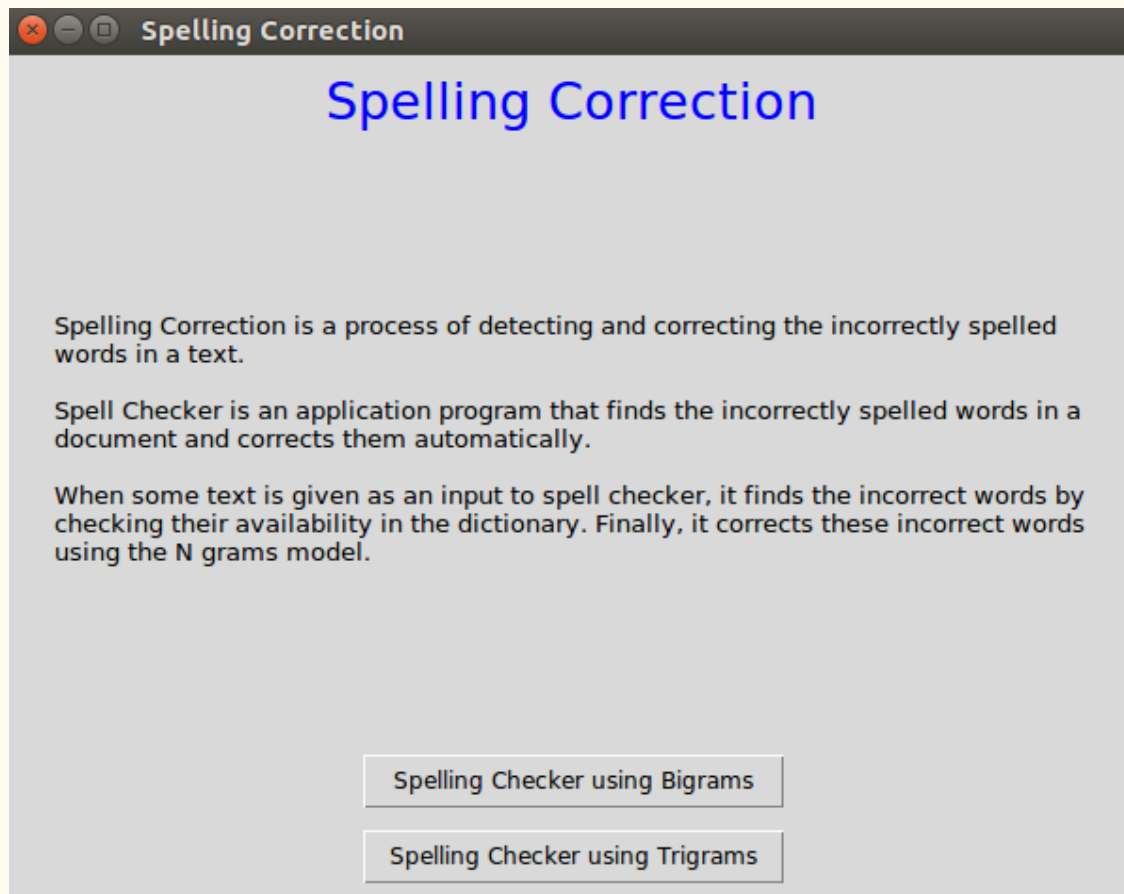 Spelling Correction
Spelling Correction
Spelling Correction is a process of detecting and correcting the incorrectly spelled
words in a text.
Spell Checker is an application program that finds the incorrectly spelled words in a
document and corrects them automatically.
When some text is given as an input to spell checker, it finds the incorrect words by
checking their availability in the dictionary. Finally, it corrects these incorrect words
using the N grams model.
Spelling Checker using Bigrams
Spelling Checker using Trigrams